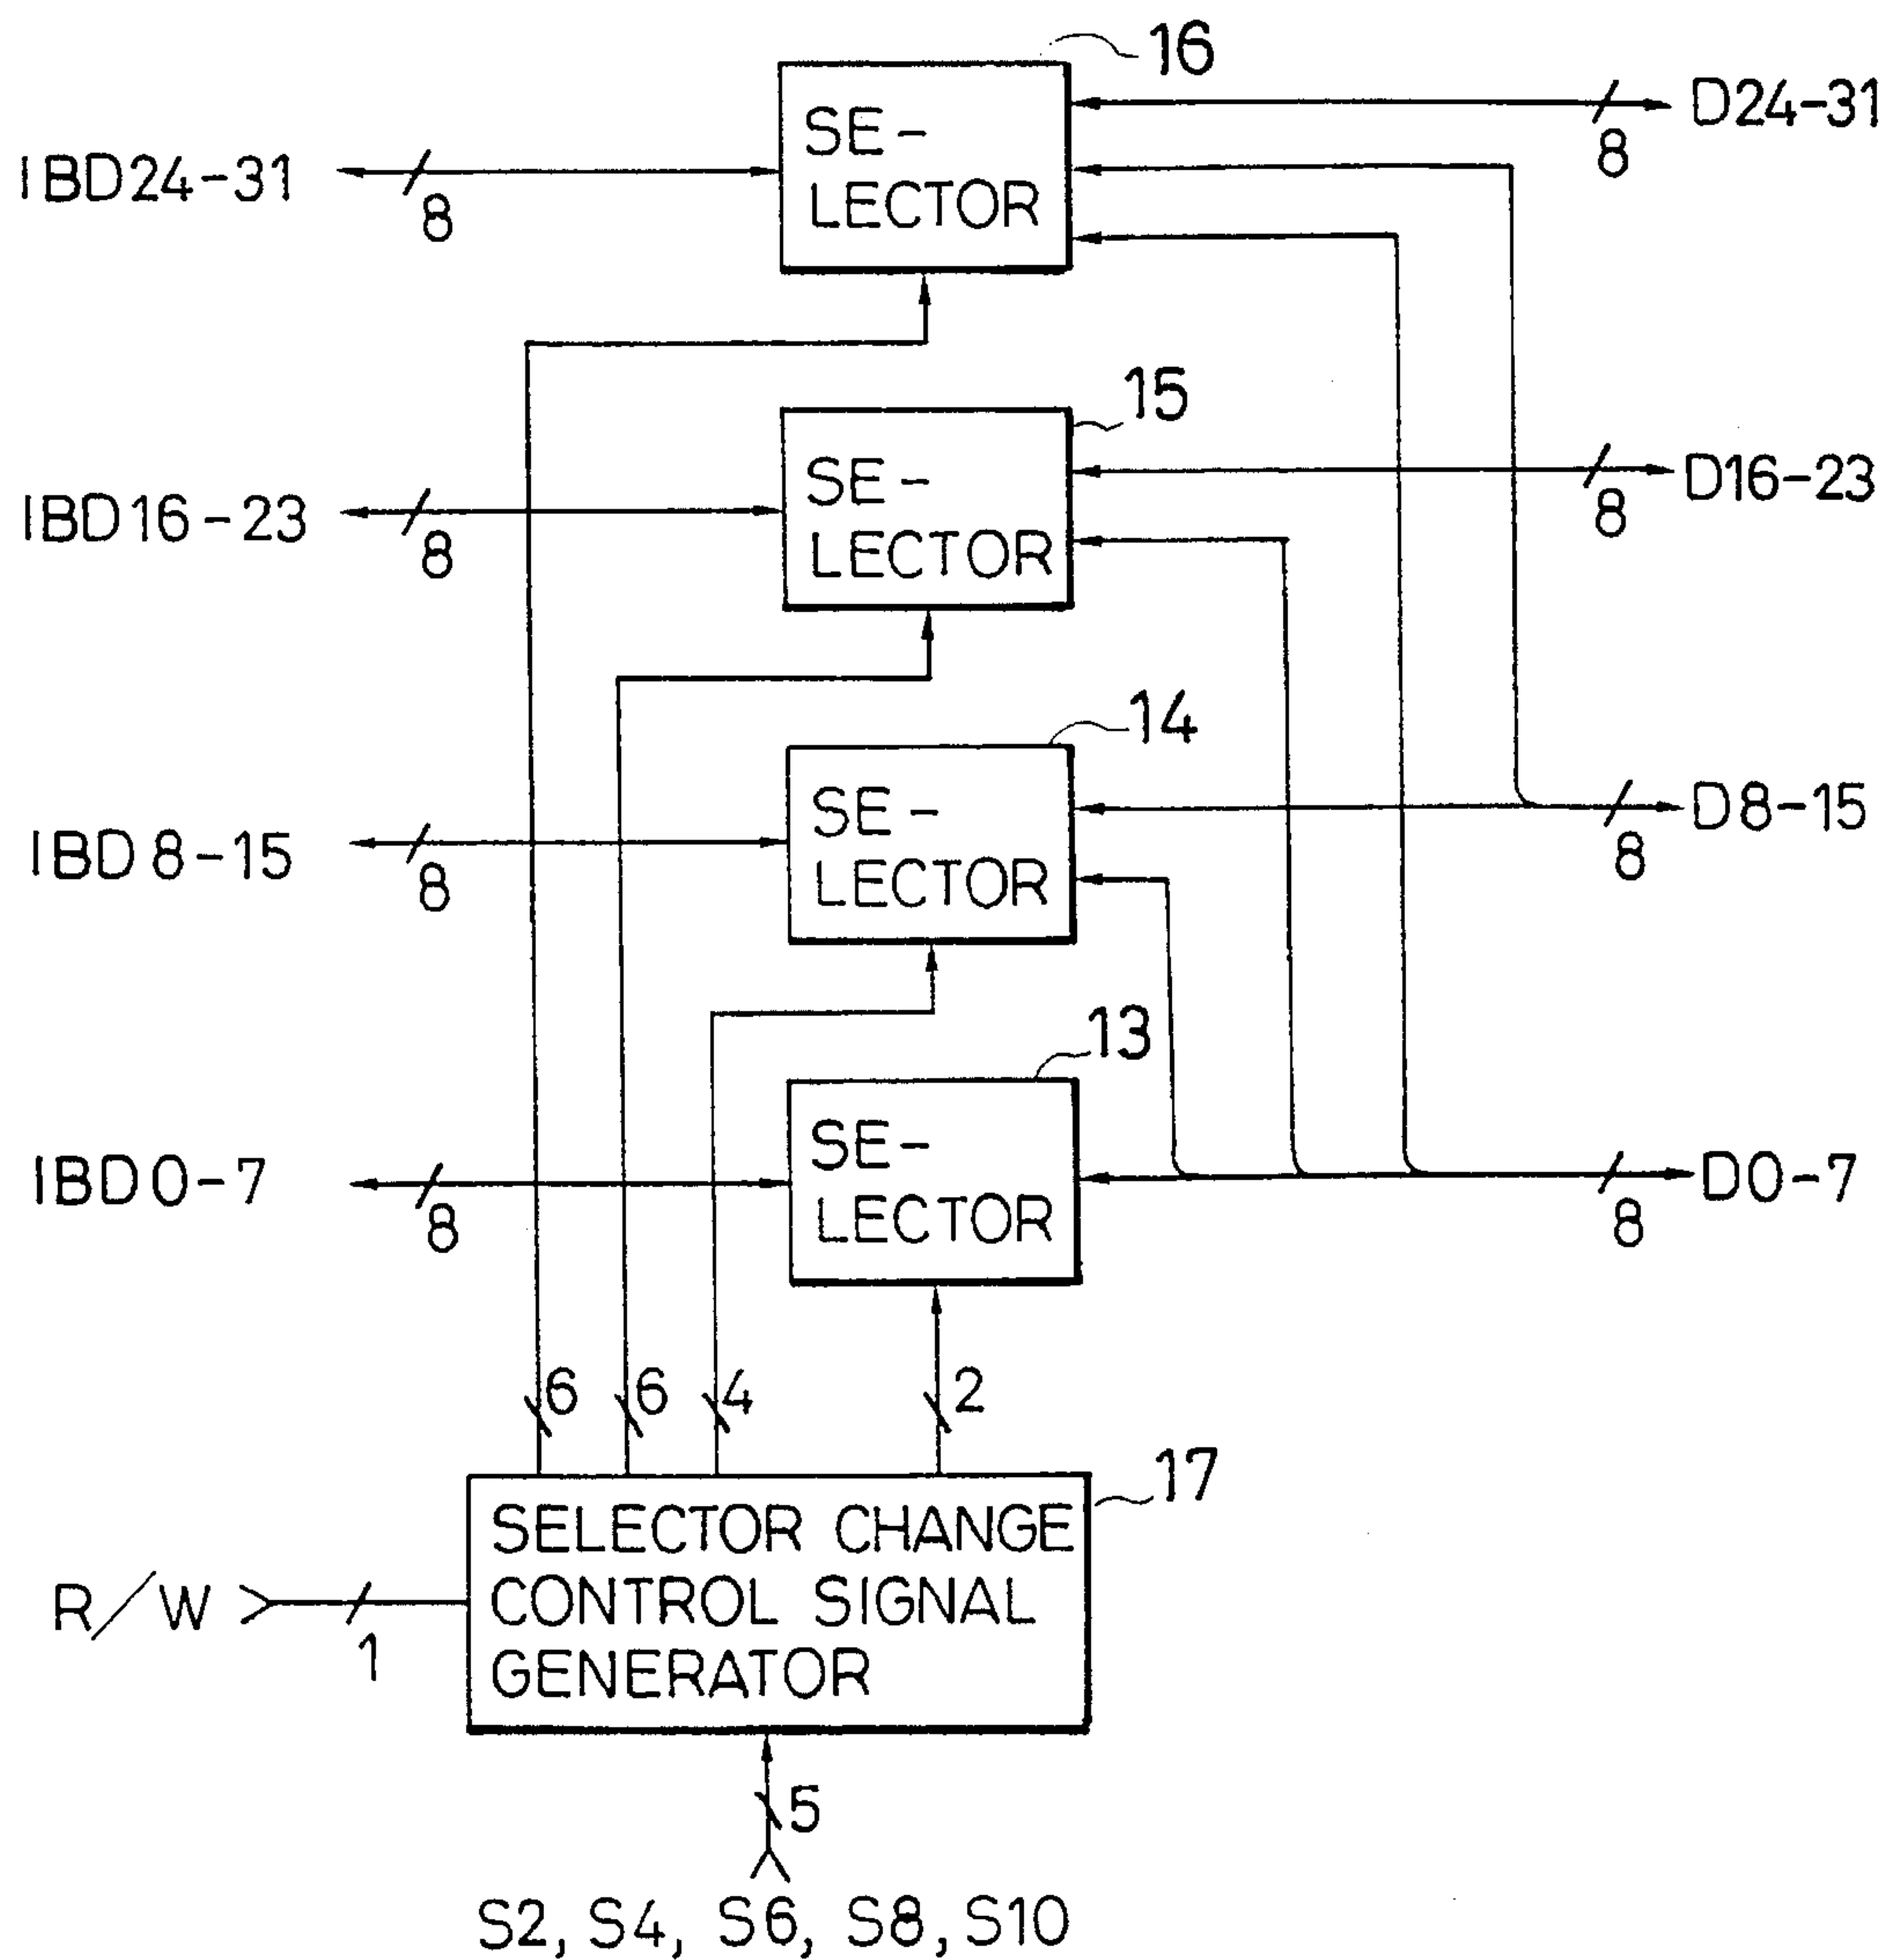 16
SE-
LECTOR
D24-31
8
IBD24-31
8
15
SE-
LECTOR
D16-23
8
IBD16-23
8
14
SE-
LECTOR
D8-15
8
IBD8-15
8
13
SE-
LECTOR
D0-7
8
IBD0-7
8
6
6
4
2
17
SELECTOR CHANGE
CONTROL SIGNAL
GENERATOR
R/W
1
5
S2, S4, S6, S8, S10